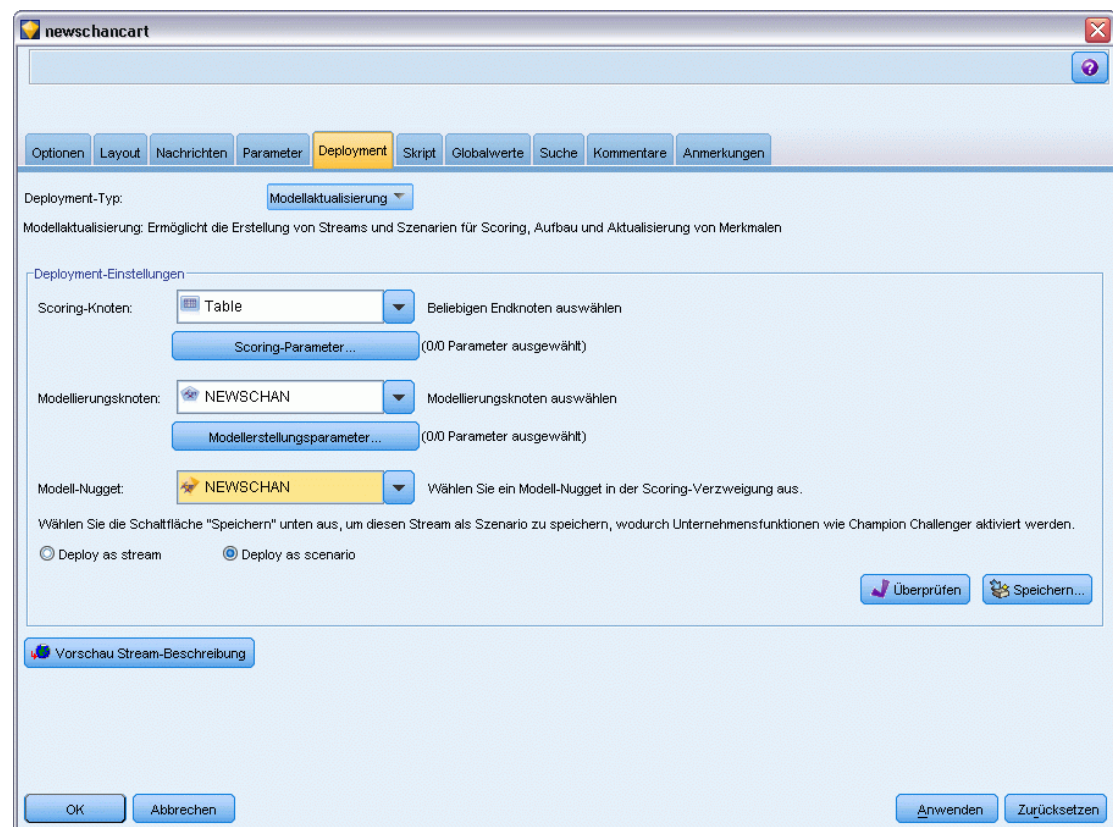 newschancart
Optionen Layout Nachrichten Parameter Deployment Skript Globalwerte Suche Kommentare Anmerkungen
Deployment-Typ: Modellaktualisierung
Modellaktualisierung: Ermöglicht die Erstellung von Streams und Szenarien für Scoring, Aufbau und Aktualisierung von Merkmalen
Deployment-Einstellungen
Scoring-Knoten: Table Beliebigen Endknoten auswählen
Scoring-Parameter... (0/0 Parameter ausgewählt)
Modellierungsknoten: NEWSCHAN Modellierungsknoten auswählen
Modellerstellungsparameter... (0/0 Parameter ausgewählt)
Modell-Nugget: NEWSCHAN Wählen Sie ein Modell-Nugget in der Scoring-Verzweigung aus.
Wählen Sie die Schaltfläche "Speichern" unten aus, um diesen Stream als Szenario zu speichern, wodurch Unternehmensfunktionen wie Champion Challenger aktiviert werden.
Deploy as stream Deploy as scenario
Überprüfen Speichern...
Vorschau Stream-Beschreibung
OK Abbrechen Anwenden Zurücksetzen